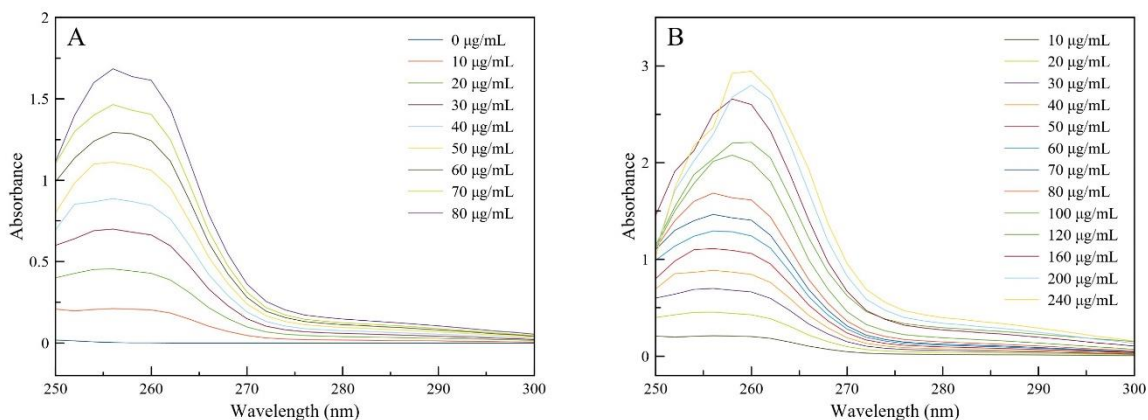 A
2
1.5
1
0.5
0
Absorbance
250
260
270
280
290
300
Wavelength (nm)
0 μg/mL
10 μg/mL
20 μg/mL
30 μg/mL
40 μg/mL
50 μg/mL
60 μg/mL
70 μg/mL
80 μg/mL
B
3
2
1
0
Absorbance
250
260
270
280
290
300
Wavelength (nm)
10 μg/mL
20 μg/mL
30 μg/mL
40 μg/mL
50 μg/mL
60 μg/mL
70 μg/mL
80 μg/mL
100 μg/mL
120 μg/mL
160 μg/mL
200 μg/mL
240 μg/mL